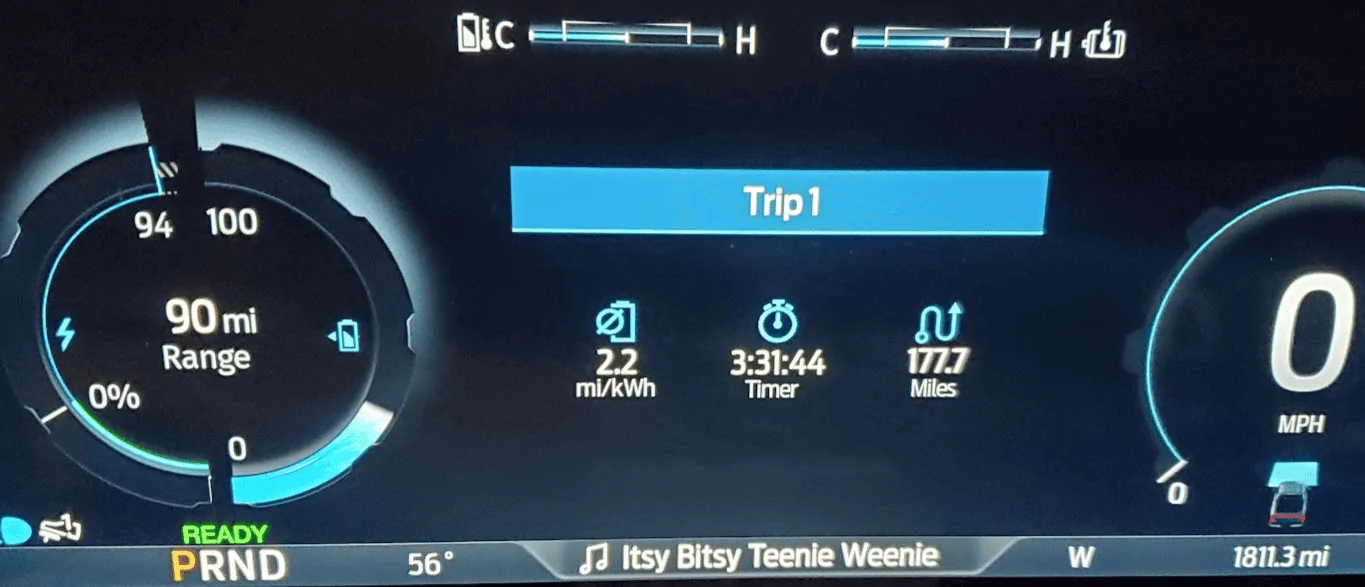 C H C H
Trip 1
94 100
90 mi
Range
0%
0
2.2 3:31:44 177.7
mi/kWh Timer Miles
0
MPH
0
READY
PRND 56° Itsy Bitsy Teenie Weenie W 1811.3 mi